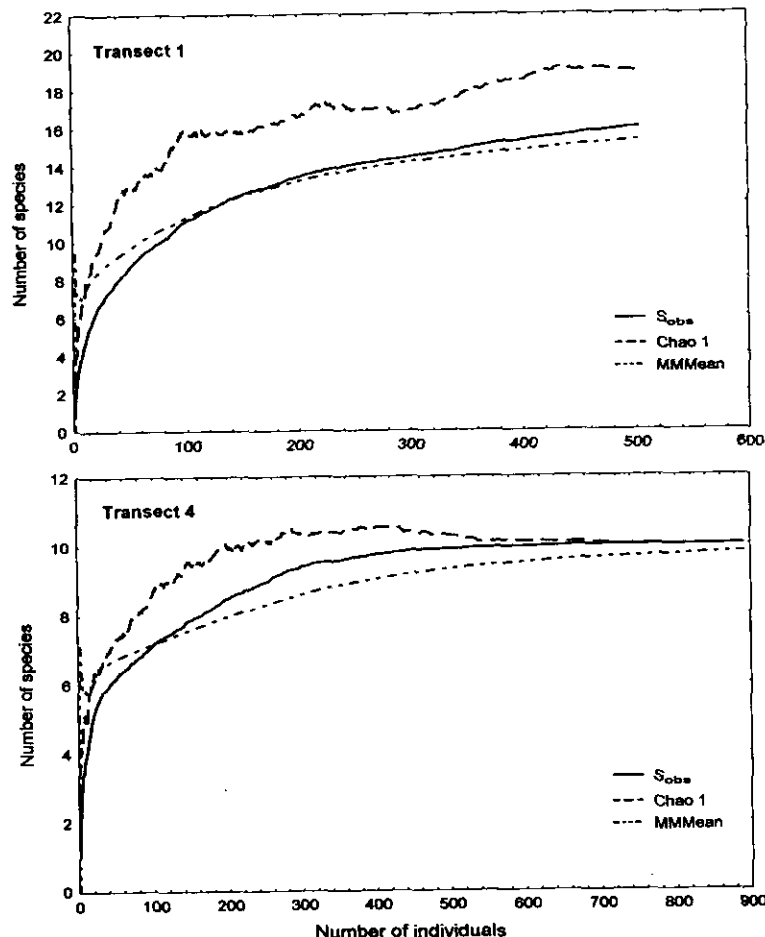 22
20
18
16
14
12
10
8
6
4
2
0
Number of species
Transect 1
S obs
Chao 1
MMMean
0 100 200 300 400 500 600
12
10
8
6
4
2
0
Number of species
Transect 4
S obs
Chao 1
MMMean
0 100 200 300 400 500 600 700 800 900
Number of individuals